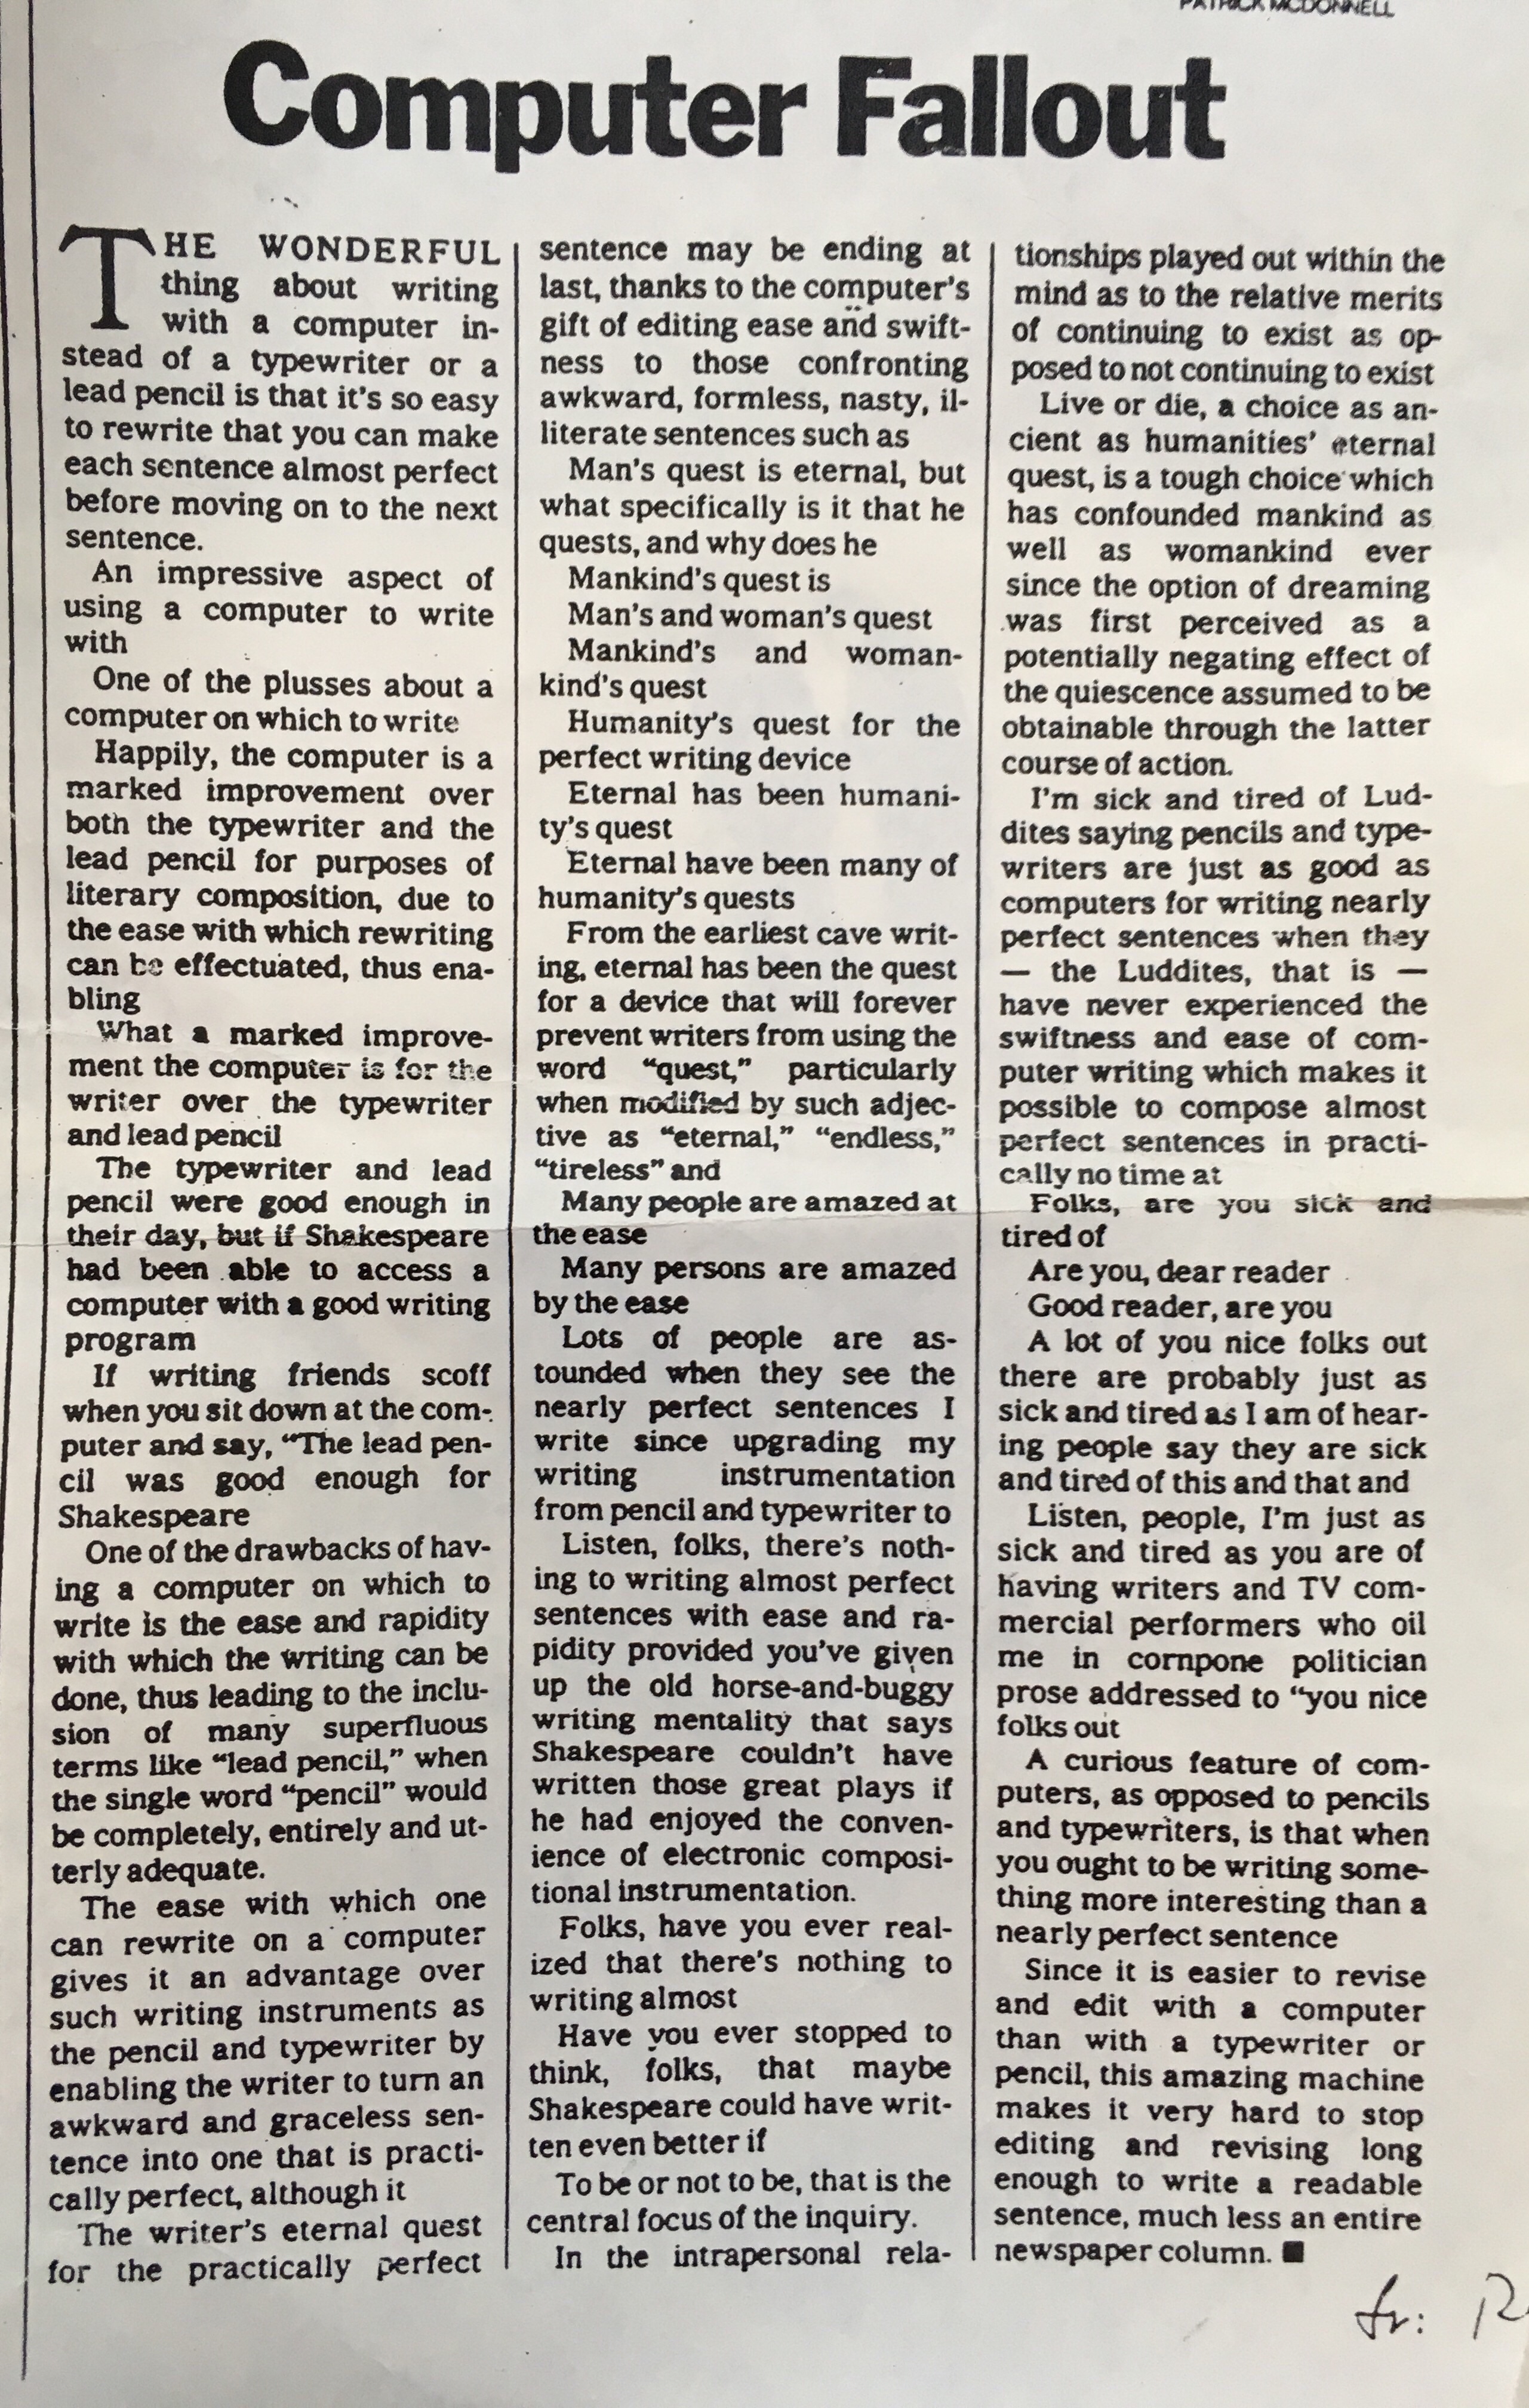 PATRICK MCDONNELL
Computer Fallout
THE WONDERFUL
thing about writing
with a computer in-
stead of a typewriter or a
lead pencil is that it's so easy
to rewrite that you can make
each sentence almost perfect
before moving on to the next
sentence.
An impressive aspect of
using a computer to write
with
One of the plusses about a
computer on which to write
Happily, the computer is a
marked improvement over
both the typewriter and the
lead pencil for purposes of
literary composition, due to
the ease with which rewriting
can be effectuated, thus ena-
bling
What a marked improve-
ment the computer is for the
writer over the typewriter
and lead pencil
The typewriter and lead
pencil were good enough in
their day, but if Shakespeare
had been able to access a
computer with a good writing
program
If writing friends scoff
when you sit down at the com-
puter and say, “The lead pen-
cil was good enough for
Shakespeare
One of the drawbacks of hav-
ing a computer on which to
write is the ease and rapidity
with which the writing can be
done, thus leading to the inclu-
sion of many superfluous
terms like “lead pencil,” when
the single word “pencil” would
be completely, entirely and ut-
terly adequate.
The ease with which one
can rewrite on a computer
gives it an advantage over
such writing instruments as
the pencil and typewriter by
enabling the writer to turn an
awkward and graceless sen-
tence into one that is practi-
cally perfect, although it
The writer's eternal quest
for the practically perfect
sentence may be ending at
last, thanks to the computer's
gift of editing ease and swift-
ness to those confronting
awkward, formless, nasty, il-
literate sentences such as
Man's quest is eternal, but
what specifically is it that he
quests, and why does he
Mankind's quest is
Man's and woman's quest
Mankind's and woman-
kind's quest
Humanity's quest for the
perfect writing device
Eternal has been humani-
ty's quest
Eternal have been many of
humanity's quests
From the earliest cave writ-
ing, eternal has been the quest
for a device that will forever
prevent writers from using the
word “quest,” particularly
when modified by such adjec-
tive as “eternal,” “endless,”
“tireless” and
Many people are amazed at
the ease
Many persons are amazed
by the ease
Lots of people are as-
tounded when they see the
nearly perfect sentences I
write since upgrading my
writing instrumentation
from pencil and typewriter to
Listen, folks, there's noth-
ing to writing almost perfect
sentences with ease and ra-
pidity provided you've given
up the old horse-and-buggy
writing mentality that says
Shakespeare couldn't have
written those great plays if
he had enjoyed the conven-
ience of electronic composi-
tional instrumentation.
Folks, have you ever real-
ized that there's nothing to
writing almost
Have you ever stopped to
think, folks, that maybe
Shakespeare could have writ-
ten even better if
To be or not to be, that is the
central focus of the inquiry.
In the intrapersonal rela-
tionships played out within the
mind as to the relative merits
of continuing to exist as op-
posed to not continuing to exist
Live or die, a choice as an-
cient as humanities' eternal
quest, is a tough choice which
has confounded mankind as
well as womankind ever
since the option of dreaming
was first perceived as a
potentially negating effect of
the quiescence assumed to be
obtainable through the latter
course of action.
I'm sick and tired of Lud-
dites saying pencils and type-
writers are just as good as
computers for writing nearly
perfect sentences when they
— the Luddites, that is —
have never experienced the
swiftness and ease of com-
puter writing which makes it
possible to compose almost
perfect sentences in practi-
cally no time at
Folks, are you sick and
tired of
Are you, dear reader
Good reader, are you
A lot of you nice folks out
there are probably just as
sick and tired as I am of hear-
ing people say they are sick
and tired of this and that and
Listen, people, I'm just as
sick and tired as you are of
having writers and TV com-
mercial performers who oil
me in cornpone politician
prose addressed to “you nice
folks out
A curious feature of com-
puters, as opposed to pencils
and typewriters, is that when
you ought to be writing some-
thing more interesting than a
nearly perfect sentence
Since it is easier to revise
and edit with a computer
than with a typewriter or
pencil, this amazing machine
makes it very hard to stop
editing and revising long
enough to write a readable
sentence, much less an entire
newspaper column. ■